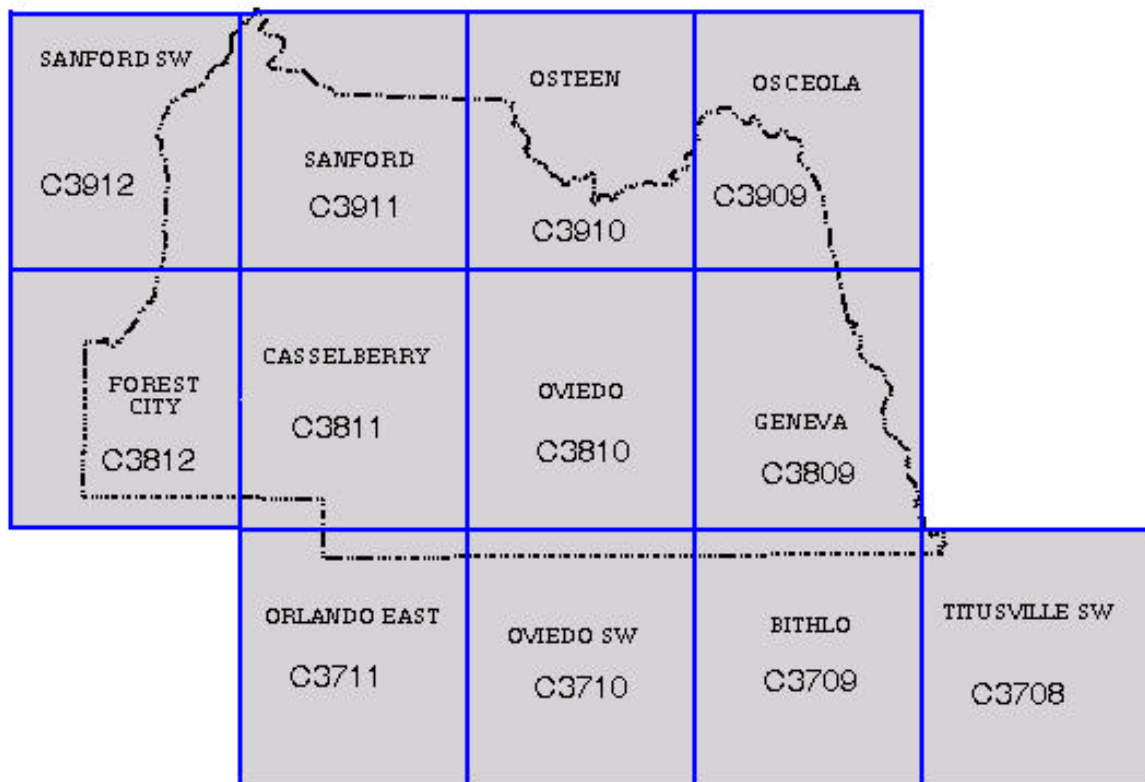 SANFORD SW
C3912
SANFORD
C3911
OSTEEN
C3910
OSCEOLA
C3909
FOREST
CITY
C3812
CASSELBERRY
C3811
OVIEDO
C3810
GENEVA
C3809
ORLANDO EAST
C3711
OVIEDO SW
C3710
BITHLO
C3709
TITUSVILLE SW
C3708